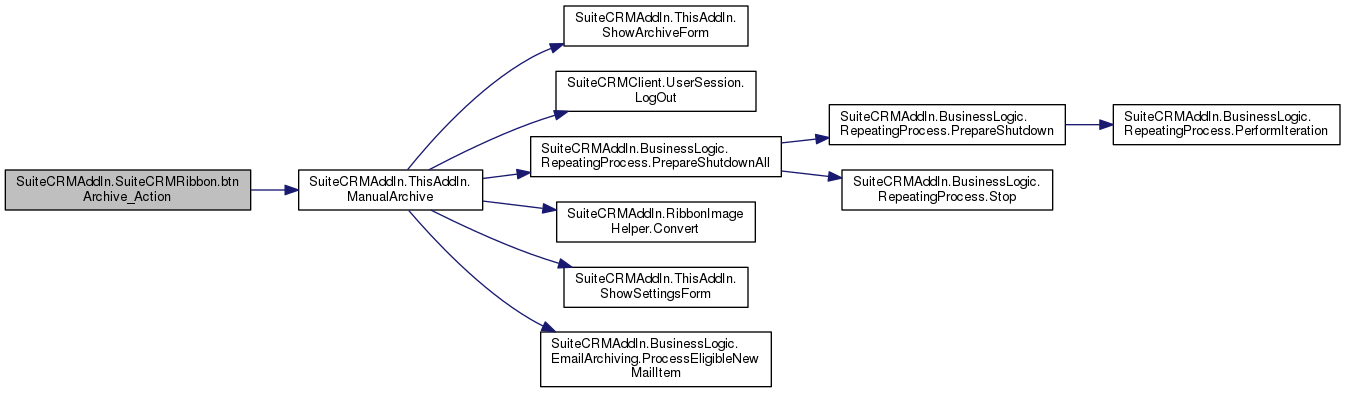 SuiteCRMAddIn.SuiteCRMRibbon.btn
Archive_Action
SuiteCRMAddIn.ThisAddIn.
ManualArchive
SuiteCRMAddIn.ThisAddIn.
ShowArchiveForm
SuiteCRMClient.UserSession.
LogOut
SuiteCRMAddIn.BusinessLogic.
RepeatingProcess.PrepareShutdownAll
SuiteCRMAddIn.RibbonImage
Helper.Convert
SuiteCRMAddIn.ThisAddIn.
ShowSettingsForm
SuiteCRMAddIn.BusinessLogic.
EmailArchiving.ProcessEligibleNew
MailItem
SuiteCRMAddIn.BusinessLogic.
RepeatingProcess.PrepareShutdown
SuiteCRMAddIn.BusinessLogic.
RepeatingProcess.Stop
SuiteCRMAddIn.BusinessLogic.
RepeatingProcess.PerformIteration